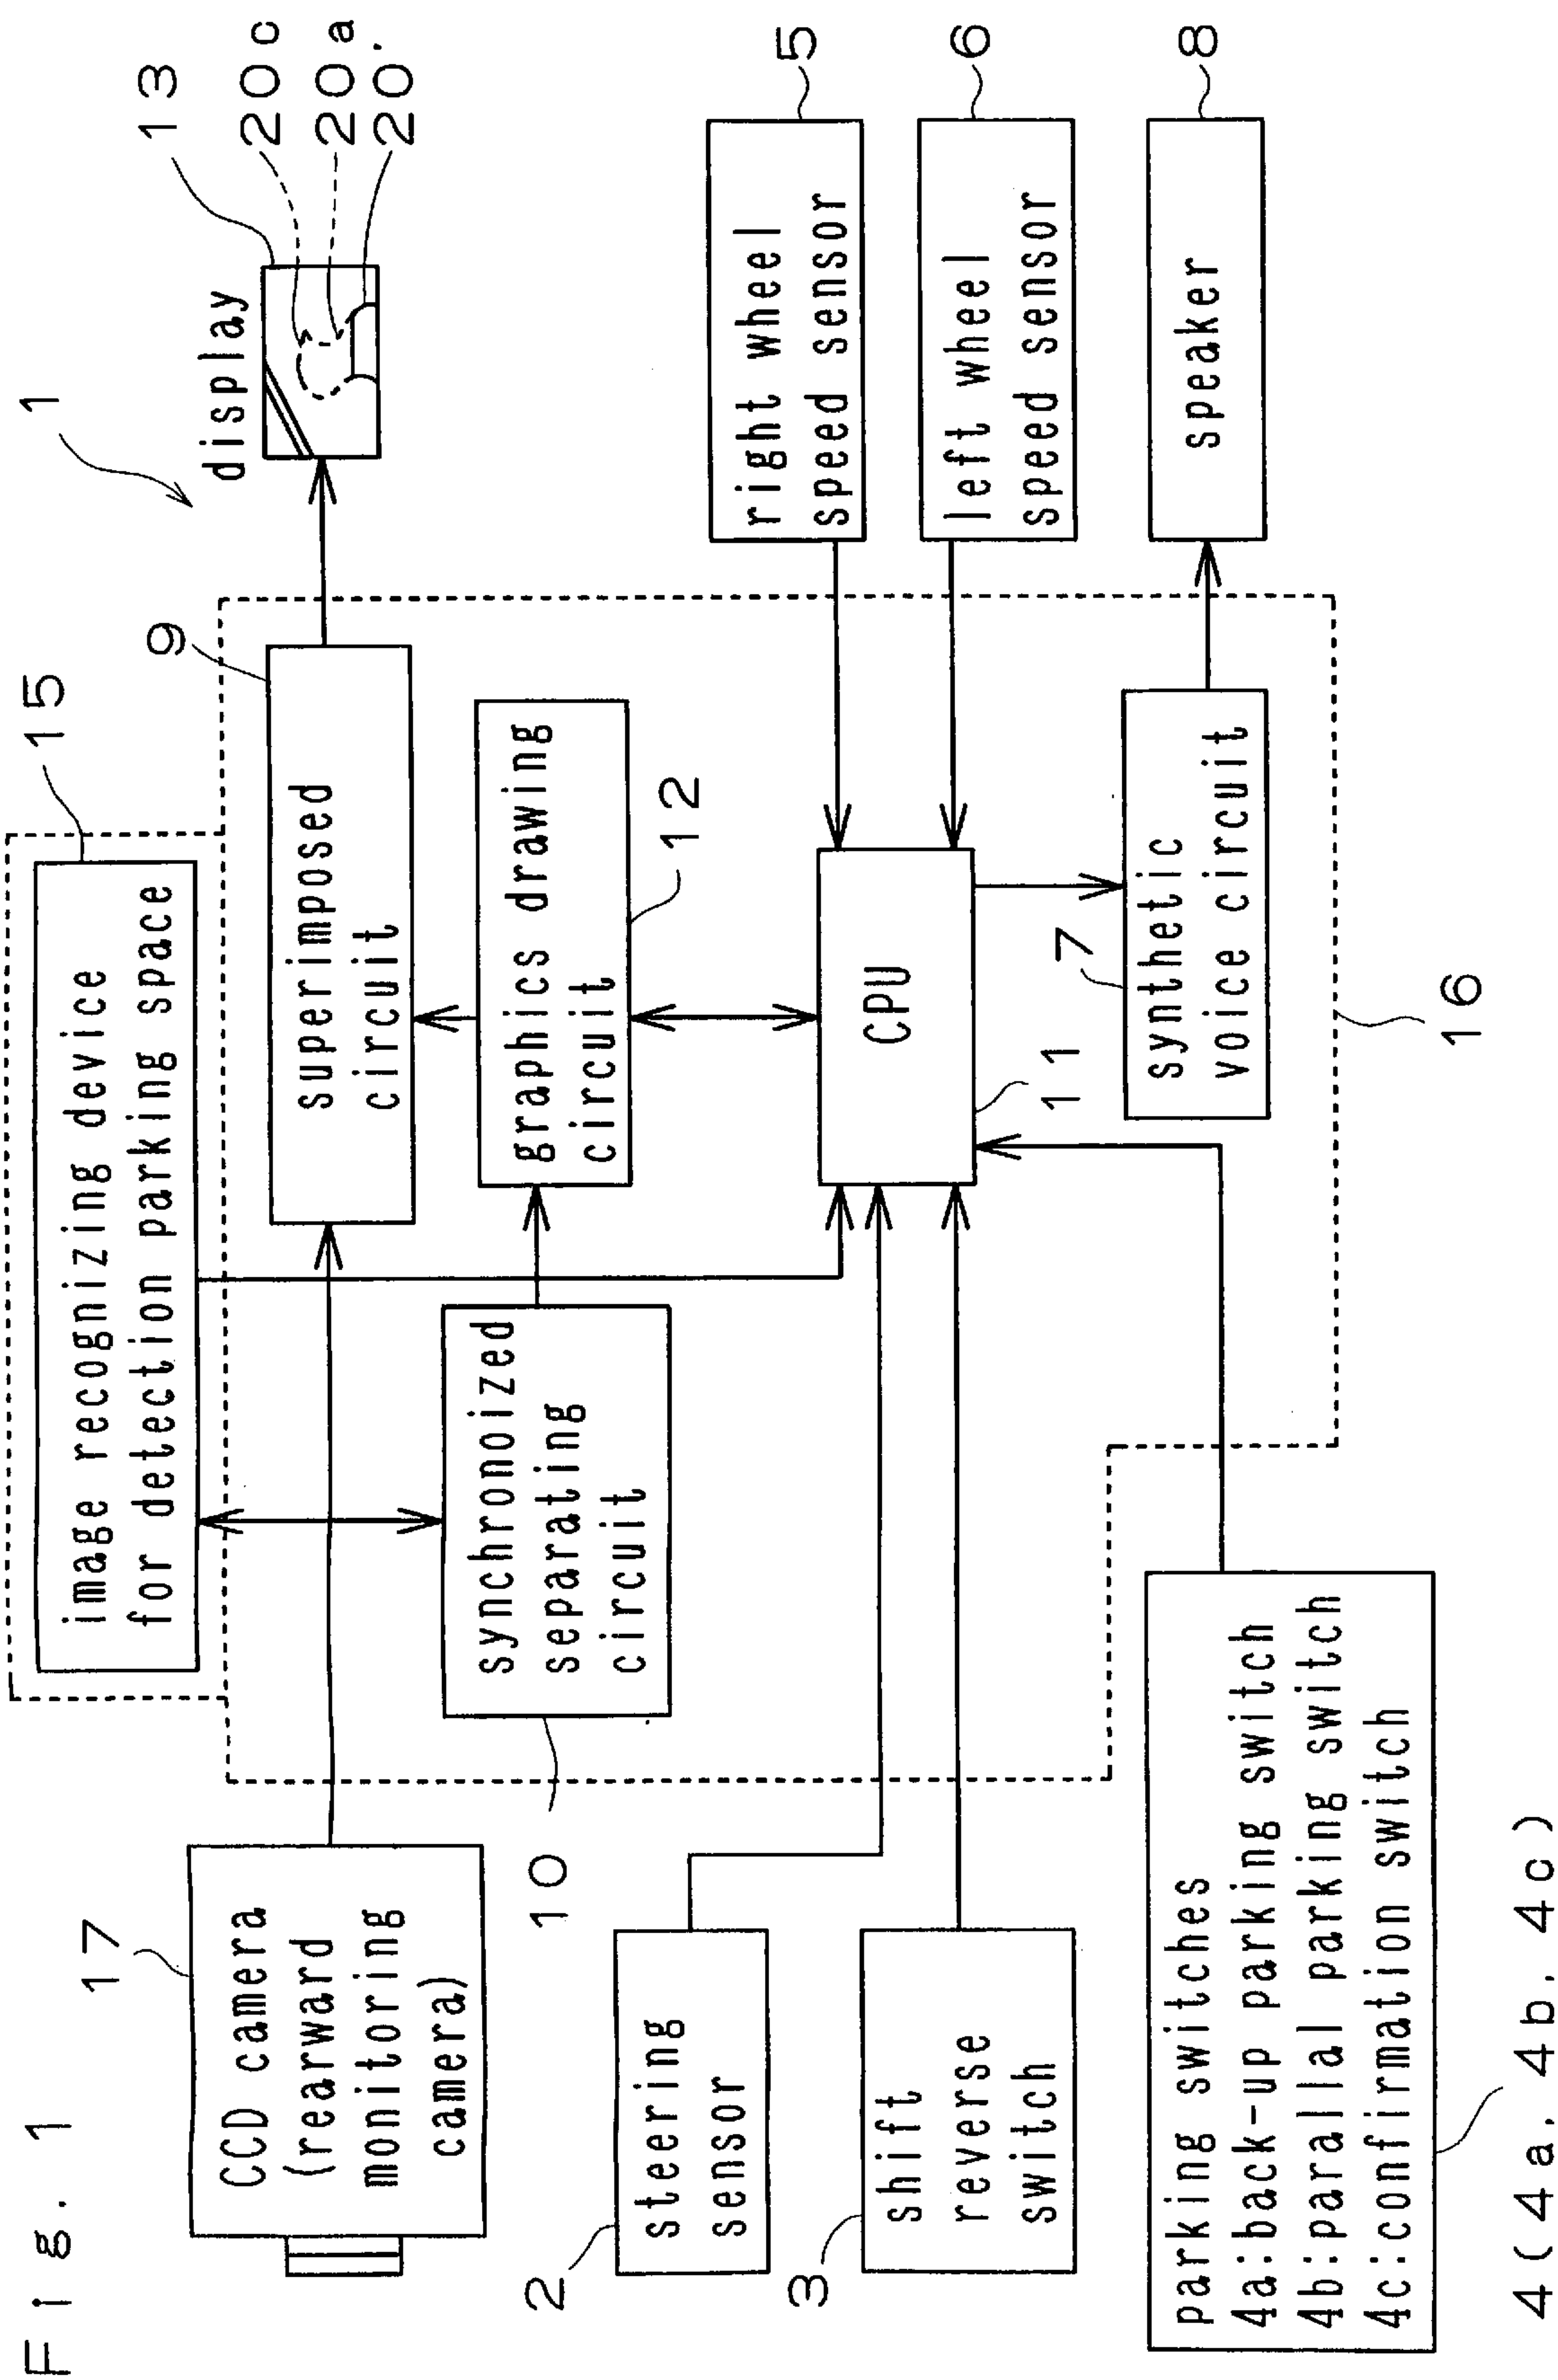 Fig. 1
1
15
image recognizing device
for detection parking space
17
CCD camera
(rearward
monitoring
camera)
9
superimposed
circuit
display
13
20c
20a
20'
10
synchronoized
separating
circuit
graphics drawing
circuit
12
2
steering
sensor
3
shift
reverse
switch
CPU
11
right wheel
speed sensor
5
left wheel
speed sensor
6
7
synthetic
voice circuit
speaker
8
16
parking switches
4a:back-up parking switch
4b:parallal parking switch
4c:confirmation switch
4(4a, 4b, 4c)